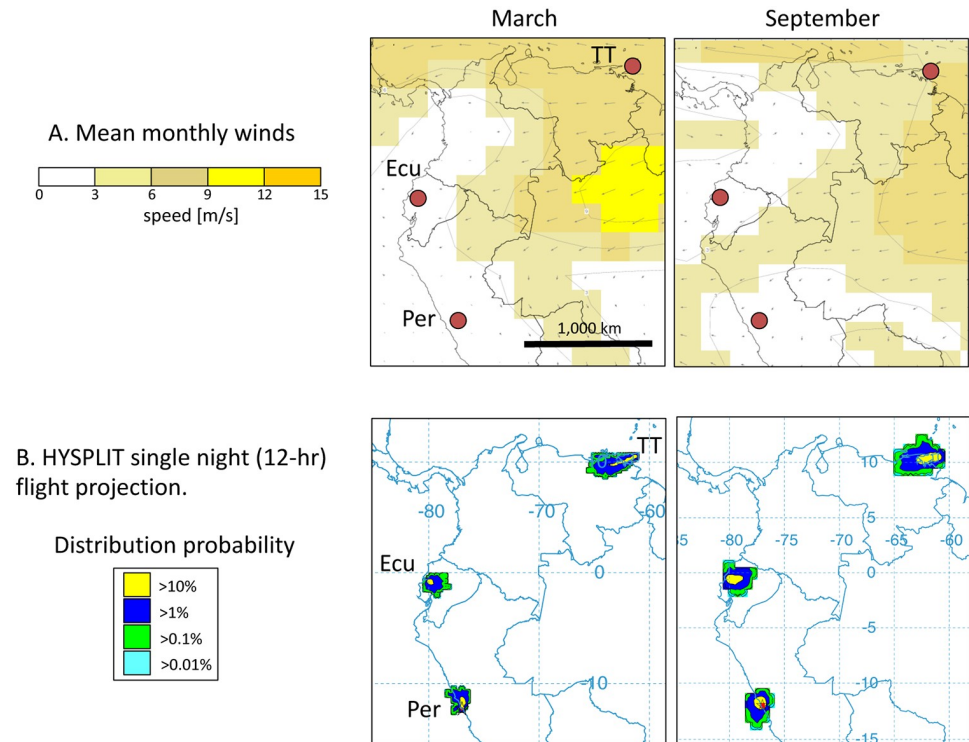 March
September
A. Mean monthly winds
0 3 6 9 12 15
speed [m/s]
TT
Ecu
Per
1,000 km
B. HYSPLIT single night (12-hr)
flight projection.
Distribution probability
>10%
>1%
>0.1%
>0.01%
TT
-80 -70 -60
Ecu
0
-10
Per
10
5
85 -80 -75 -70 -65 -60
0
-5
-10
-15